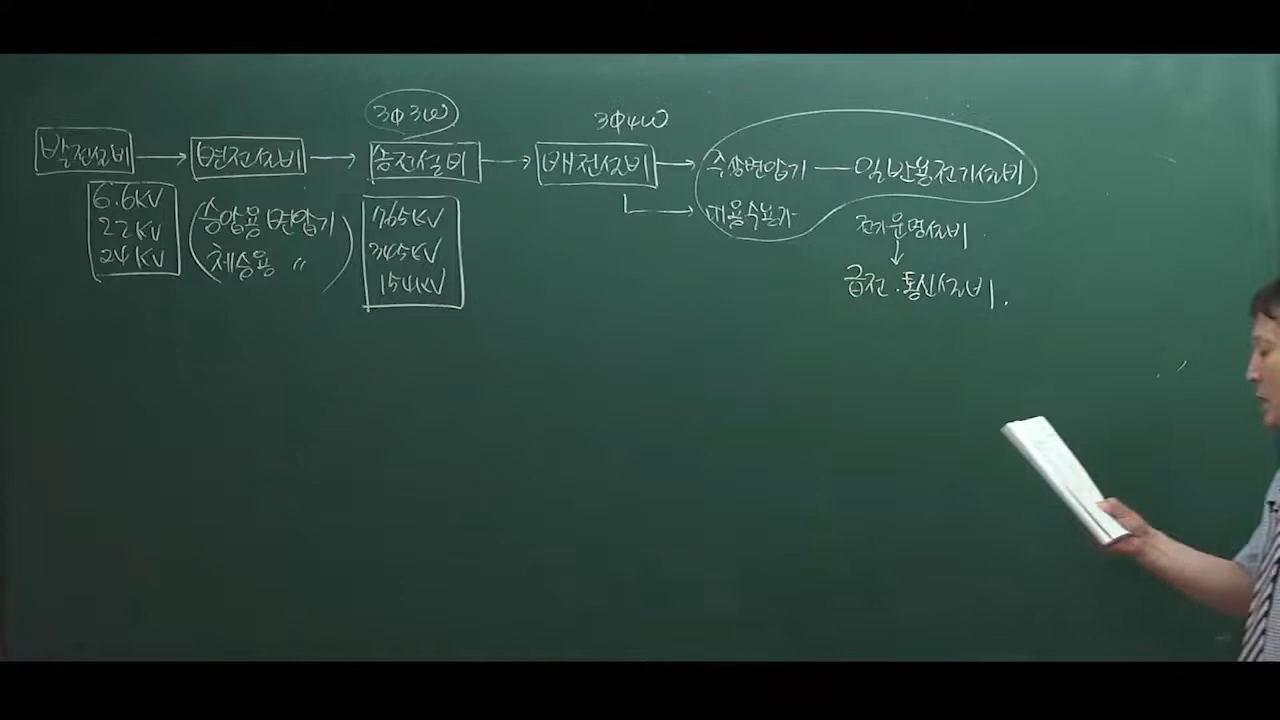 3Φ3W
3Φ4W
발전설비 → 변전설비 → 송전설비 → 배전설비 → 주상변압기 — 일반용전기설비
대용수용가
6.6KV
22KV
24KV
(승압용변압기
체승용 〃)
765KV
345KV
154KV
전기운영설비
↓
급전.통신설비.